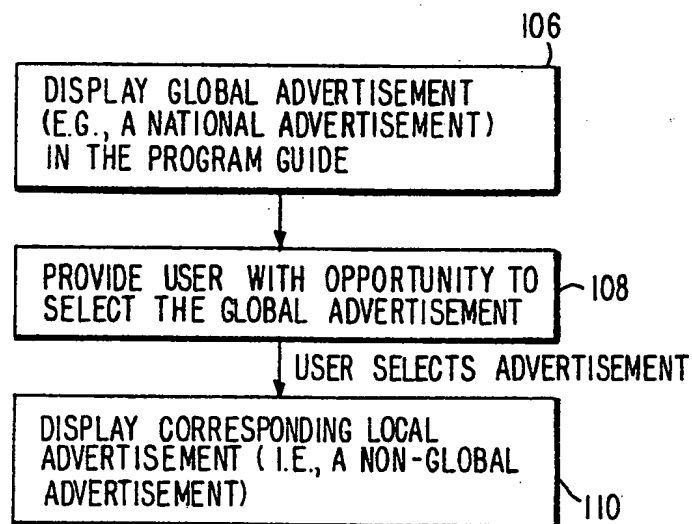 106
DISPLAY GLOBAL ADVERTISEMENT
(E.G., A NATIONAL ADVERTISEMENT)
IN THE PROGRAM GUIDE
PROVIDE USER WITH OPPORTUNITY TO
SELECT THE GLOBAL ADVERTISEMENT
108
USER SELECTS ADVERTISEMENT
DISPLAY CORRESPONDING LOCAL
ADVERTISEMENT ( I.E., A NON-GLOBAL
ADVERTISEMENT)
110